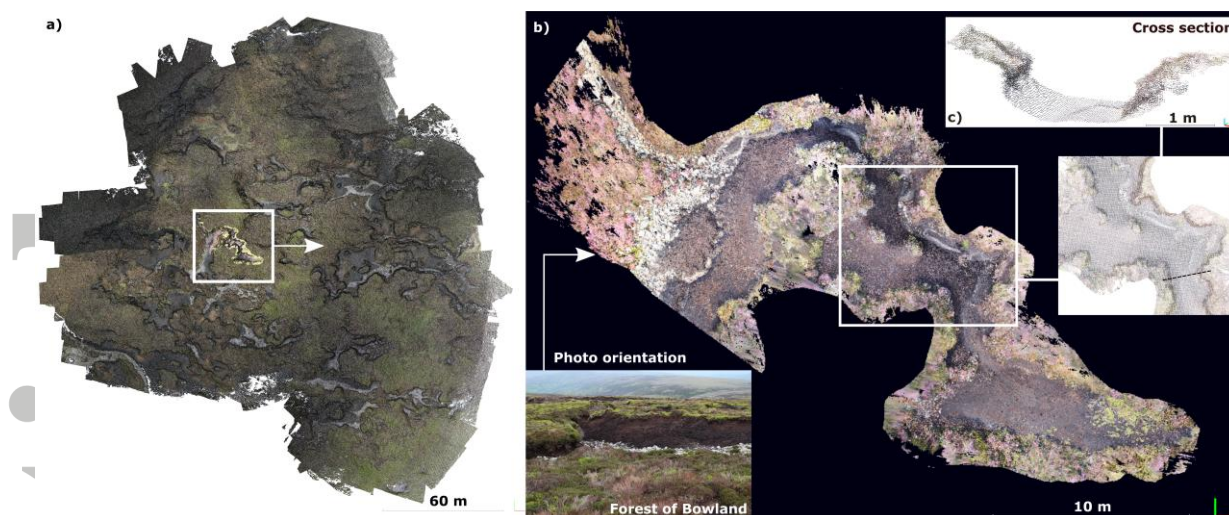 a)
60 m
b)
Photo orientation
Forest of Bowland
10 m
Cross section
c)
1 m